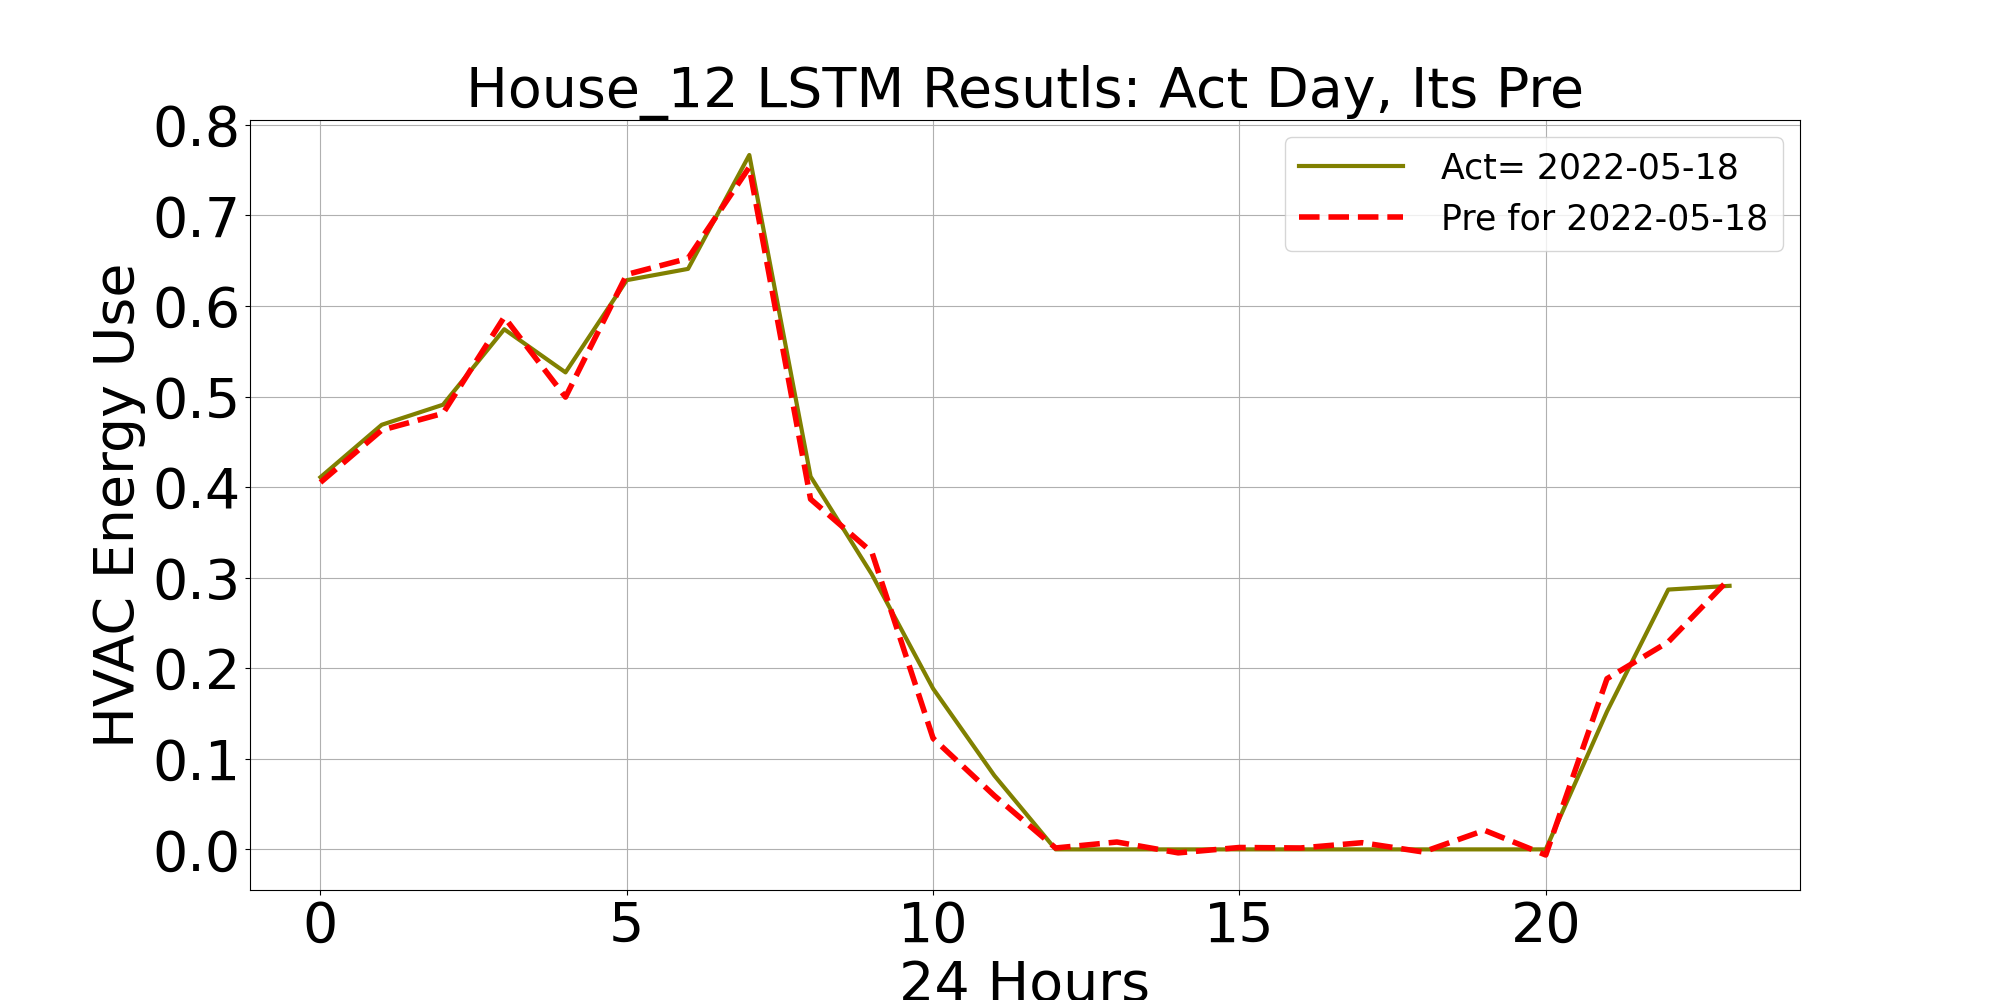 House_12 LSTM Resutls: Act Day, Its Pre
Act= 2022-05-18
Pre for 2022-05-18
HVAC Energy Use
0.8
0.7
0.6
0.5
0.4
0.3
0.2
0.1
0.0
0 5 10 15 20
24 Hours